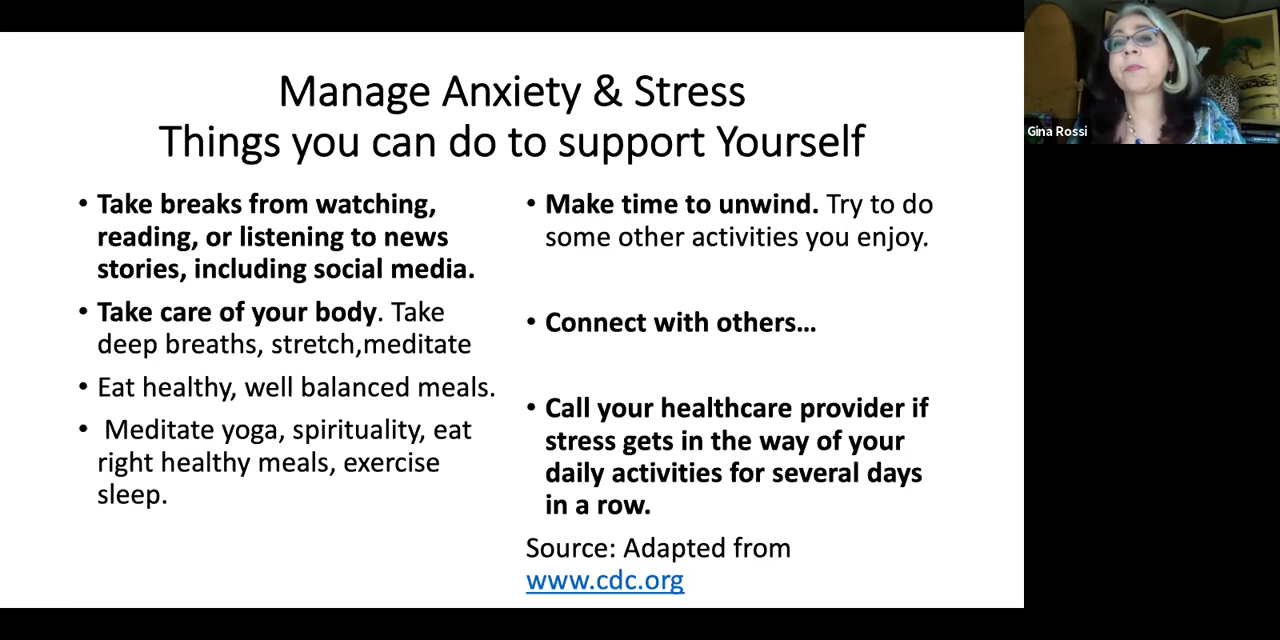 Manage Anxiety & Stress
Things you can do to support Yourself
• Take breaks from watching,
reading, or listening to news
stories, including social media.
• Take care of your body. Take
deep breaths, stretch,meditate
• Eat healthy, well balanced meals.
• Meditate yoga, spirituality, eat
right healthy meals, exercise
sleep.
• Make time to unwind. Try to do
some other activities you enjoy.
• Connect with others...
• Call your healthcare provider if
stress gets in the way of your
daily activities for several days
in a row.
Source: Adapted from
www.cdc.org
Gina Rossi